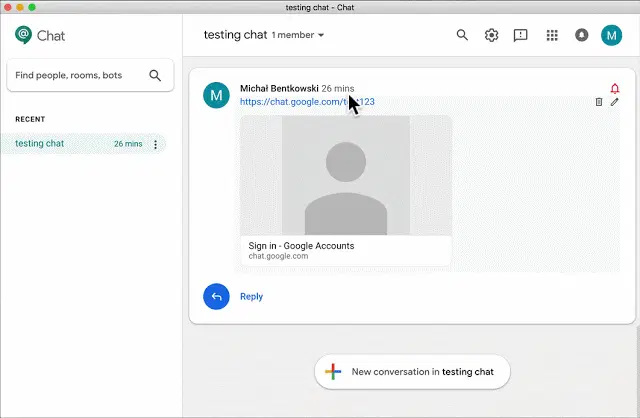 testing chat - Chat
Chat
testing chat 1 member
M
Find people, rooms, bots
RECENT
testing chat 26 mins
M
Michał Bentkowski 26 mins
https://chat.google.com/test123
Sign in - Google Accounts
chat.google.com
Reply
New conversation in testing chat